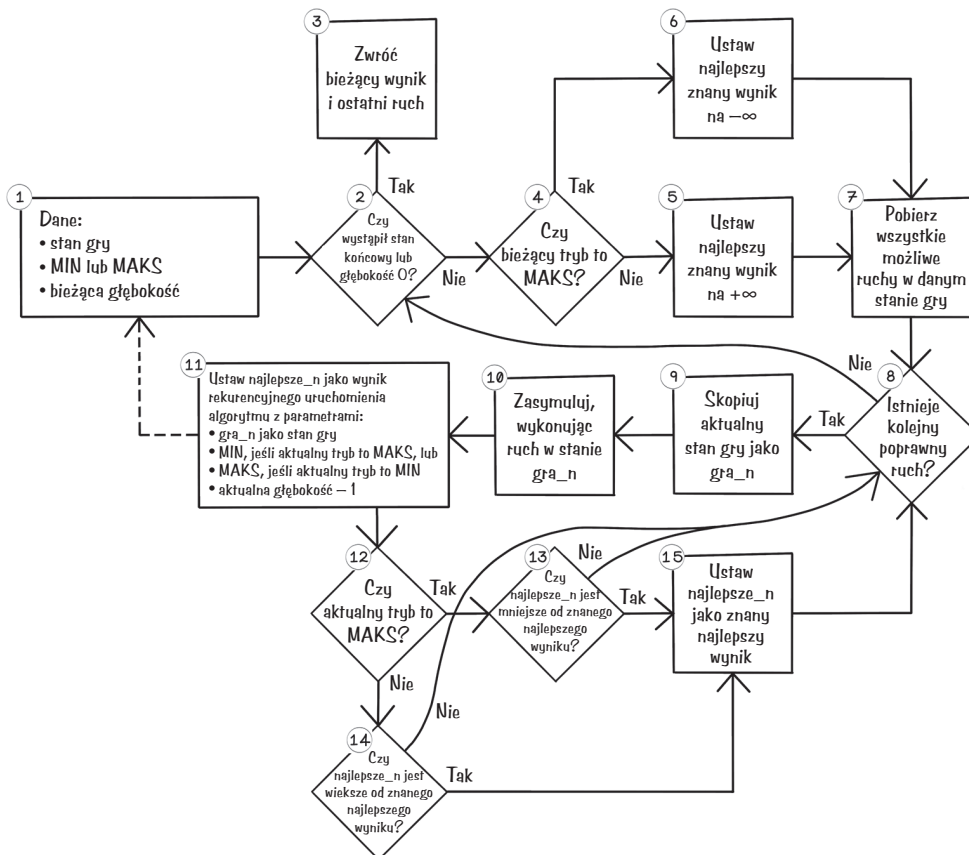 1
Dane:
• stan gry
• MIN lub MAKS
• bieżąca głębokość
2
Czy
wystąpił stan
końcowy lub
głębokość 0?
Tak
Nie
3
Zwróć
bieżący wynik
i ostatni ruch
4
Czy
bieżący tryb to
MAKS?
Tak
Nie
5
Ustaw
najlepszy
znany wynik
na +∞
6
Ustaw
najlepszy
znany wynik
na −∞
7
Pobierz
wszystkie
możliwe
ruchy w danym
stanie gry
8
Istnieje
kolejny
poprawny
ruch?
Nie
Tak
9
Skopiuj
aktualny
stan gry jako
gra_n
10
Zasymuluj,
wykonując
ruch w stanie
gra_n
11
Ustaw najlepsze_n jako wynik
rekurencyjnego uruchomienia
algorytmu z parametrami:
• gra_n jako stan gry
• MIN, jeśli aktualny tryb to MAKS, lub
• MAKS, jeśli aktualny tryb to MIN
• aktualna głębokość − 1
12
Czy
aktualny tryb to
MAKS?
Tak
Nie
13
Czy
najlepsze_n jest
mniejsze od znanego
najlepszego
wyniku?
Nie
Tak
14
Czy
najlepsze_n jest
wieksze od znanego
najlepszego
wyniku?
Nie
Tak
15
Ustaw
najlepsze_n
jako znany
najlepszy
wynik